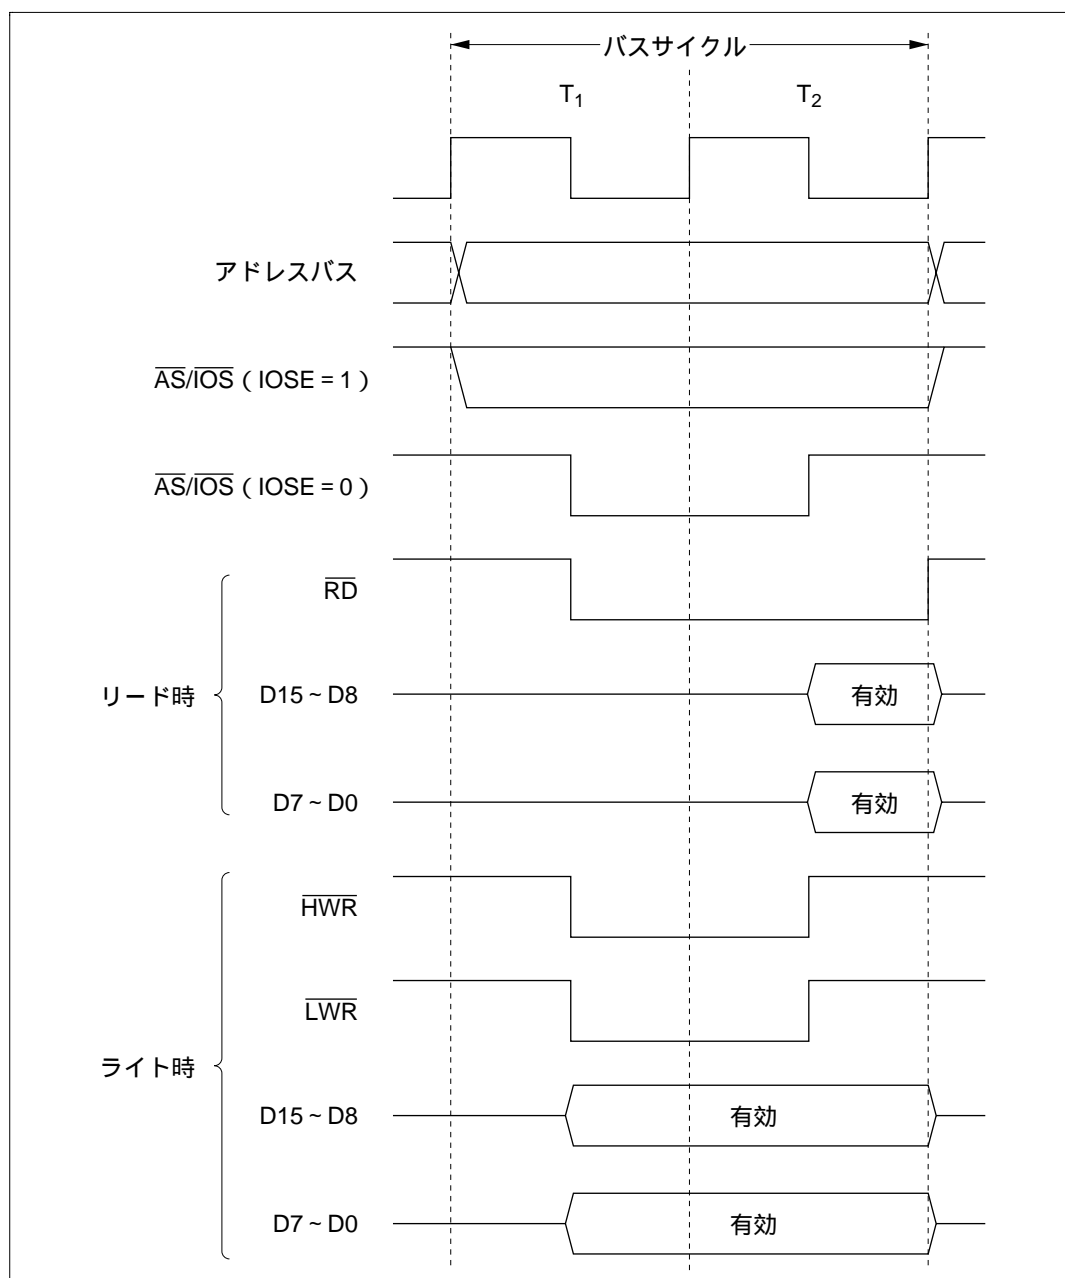 バスサイクル
T1 T2
アドレスバス
AS/IOS（IOSE = 1）
AS/IOS（IOSE = 0）
RD
リード時 D15 ~ D8 有効
D7 ~ D0 有効
HWR
LWR
ライト時
D15 ~ D8 有効
D7 ~ D0 有効